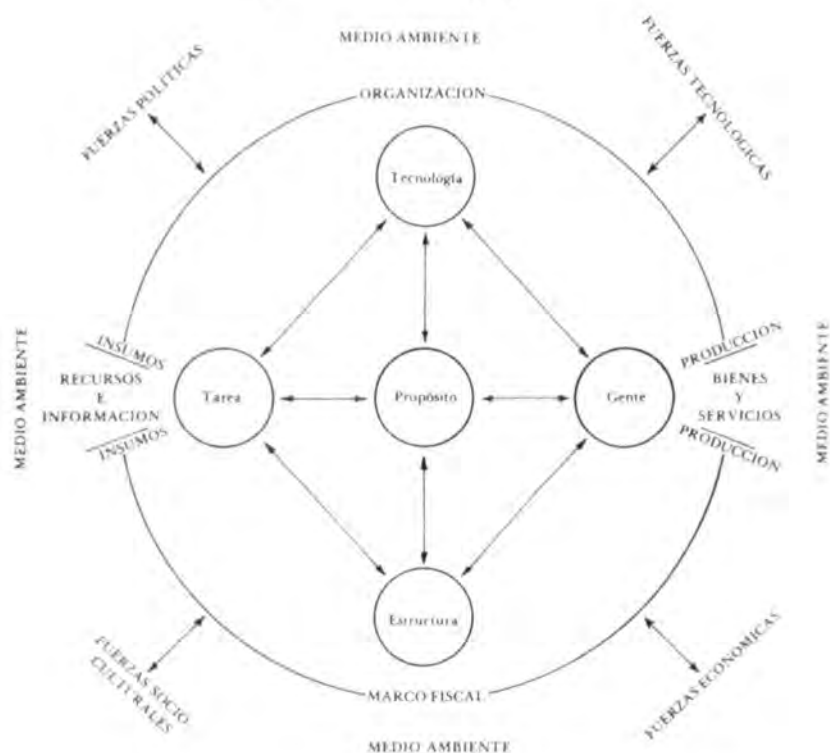 MEDIO AMBIENTE
FUERZAS POLITICAS
FUERZAS TECNOLOGICAS
ORGANIZACION
Tecnología
MEDIO AMBIENTE
INSUMOS
RECURSOS
E
INFORMACION
INSUMOS
Tarea
Propósito
Gente
PRODUCCION
BIENES
Y
SERVICIOS
PRODUCCION
MEDIO AMBIENTE
Estructura
FUERZAS SOCIO
CULTURALES
MARCO FISCAL
FUERZAS ECONOMICAS
MEDIO AMBIENTE